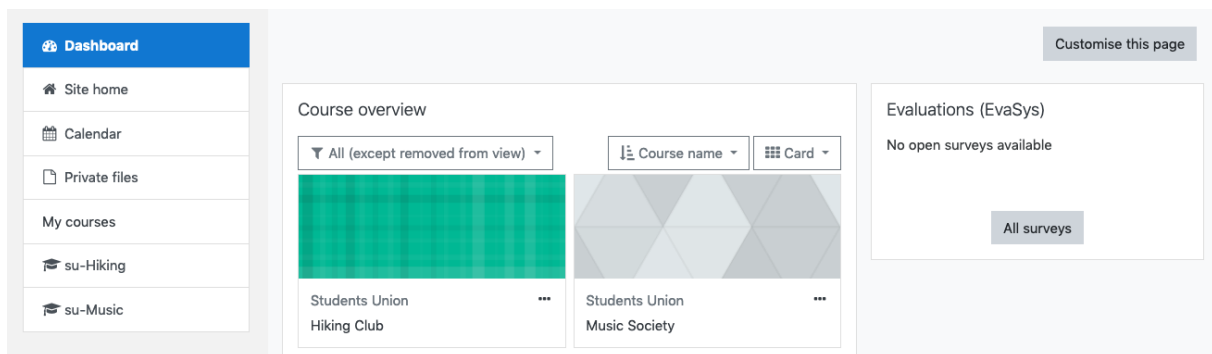 Dashboard
Site home
Calendar
Private files
My courses
su-Hiking
su-Music
Customise this page
Course overview
All (except removed from view)
Course name
Card
Students Union
Hiking Club
Students Union
Music Society
Evaluations (EvaSys)
No open surveys available
All surveys